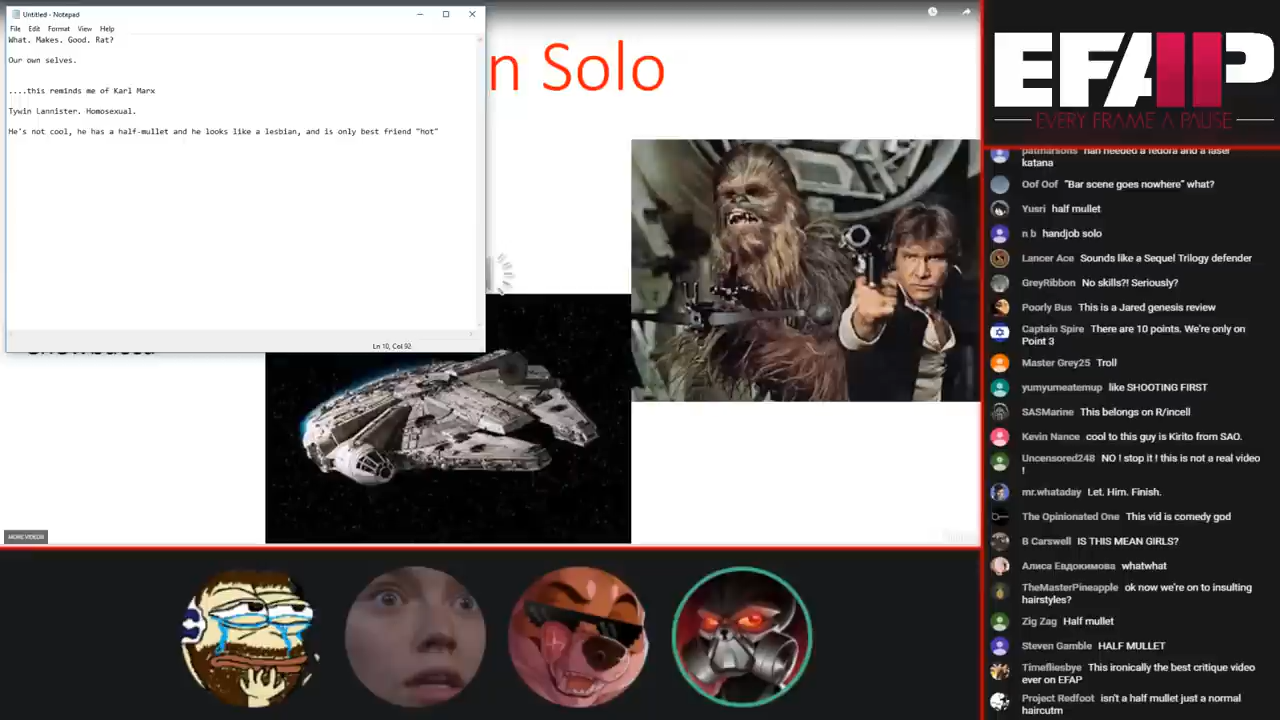 Untitled - Notepad
File Edit Format View Help
What. Makes. Good. Rat?
Our own selves.
....this reminds me of Karl Marx
Tywin Lannister. Homosexual.
He's not cool, he has a half-mullet and he looks like a lesbian, and is only best friend "hot"
Ln 10, Col 92
n Solo
MORE VIDEOS
EFAP
EVERY FRAME A PAUSE
katana
Oof Oof "Bar scene goes nowhere" what?
Yusri half mullet
n b handjob solo
Lancer Ace Sounds like a Sequel Trilogy defender
GreyRibbon No skills?! Seriously?
Poorly Bus This is a Jared genesis review
Captain Spire There are 10 points. We're only on
Point 3
Master Grey25 Troll
yumyumeatemup like SHOOTING FIRST
SASMarine This belongs on R/incell
Kevin Nance cool to this guy is Kirito from SAO.
Uncensored248 NO ! stop it ! this is not a real video
!
mr.whataday Let. Him. Finish.
The Opinionated One This vid is comedy god
B Carswell IS THIS MEAN GIRLS?
Алиса Евдокимова whatwhat
TheMasterPineapple ok now we're on to insulting
hairstyles?
Zig Zag Half mullet
Steven Gamble HALF MULLET
Timefliesbye This ironically the best critique video
ever on EFAP
Project Redfoot isn't a half mullet just a normal
haircutm